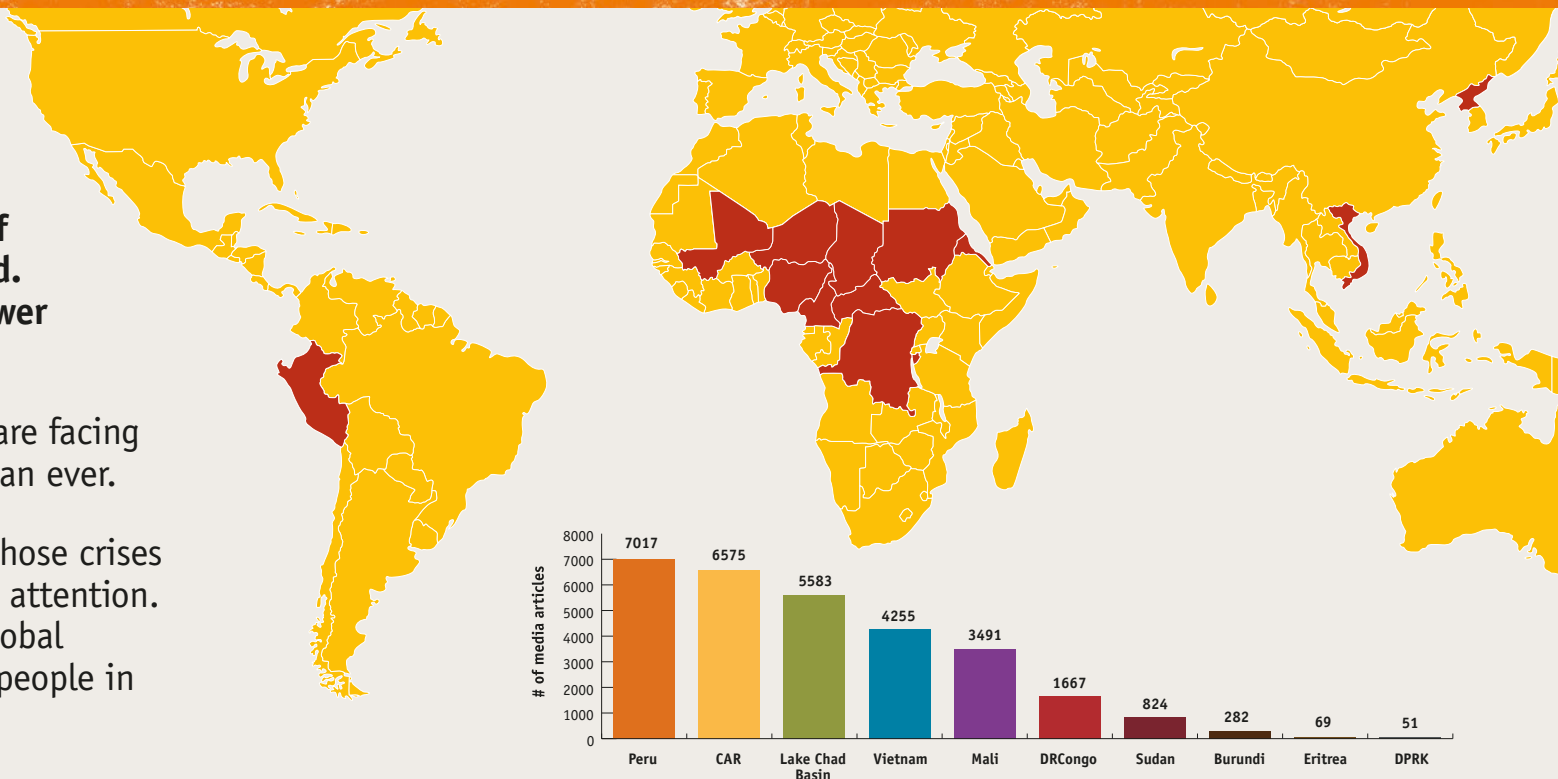 f
d.
wer
are facing
an ever.
hose crises
attention.
obal
people in
# of media articles
8000
7000
6000
5000
4000
3000
2000
1000
0
7017
6575
5583
4255
3491
1667
824
282
69
51
Peru
CAR
Lake Chad
Basin
Vietnam
Mali
DRCongo
Sudan
Burundi
Eritrea
DPRK